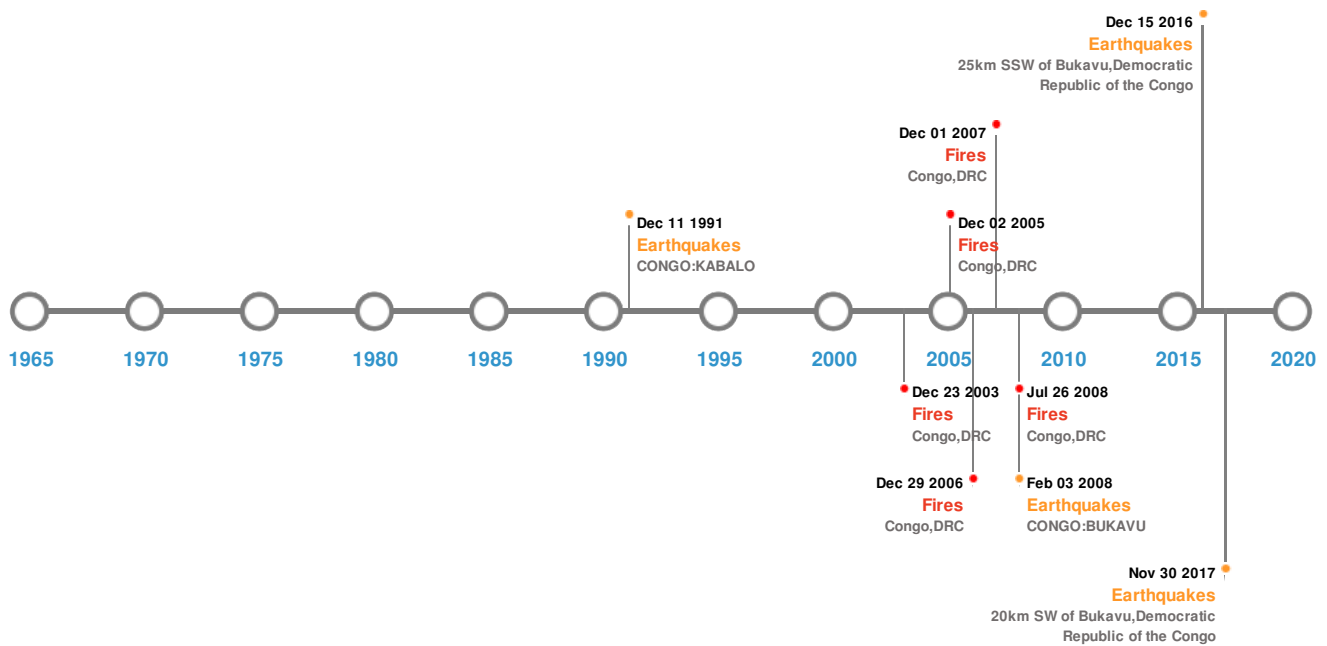 Dec 15 2016
Earthquakes
25km SSW of Bukavu,Democratic
Republic of the Congo
Dec 01 2007
Fires
Congo,DRC
Dec 11 1991
Earthquakes
CONGO:KABALO
Dec 02 2005
Fires
Congo,DRC
1965
1970
1975
1980
1985
1990
1995
2000
2005
2010
2015
2020
Dec 23 2003
Fires
Congo,DRC
Jul 26 2008
Fires
Congo,DRC
Dec 29 2006
Fires
Congo,DRC
Feb 03 2008
Earthquakes
CONGO:BUKAVU
Nov 30 2017
Earthquakes
20km SW of Bukavu,Democratic
Republic of the Congo